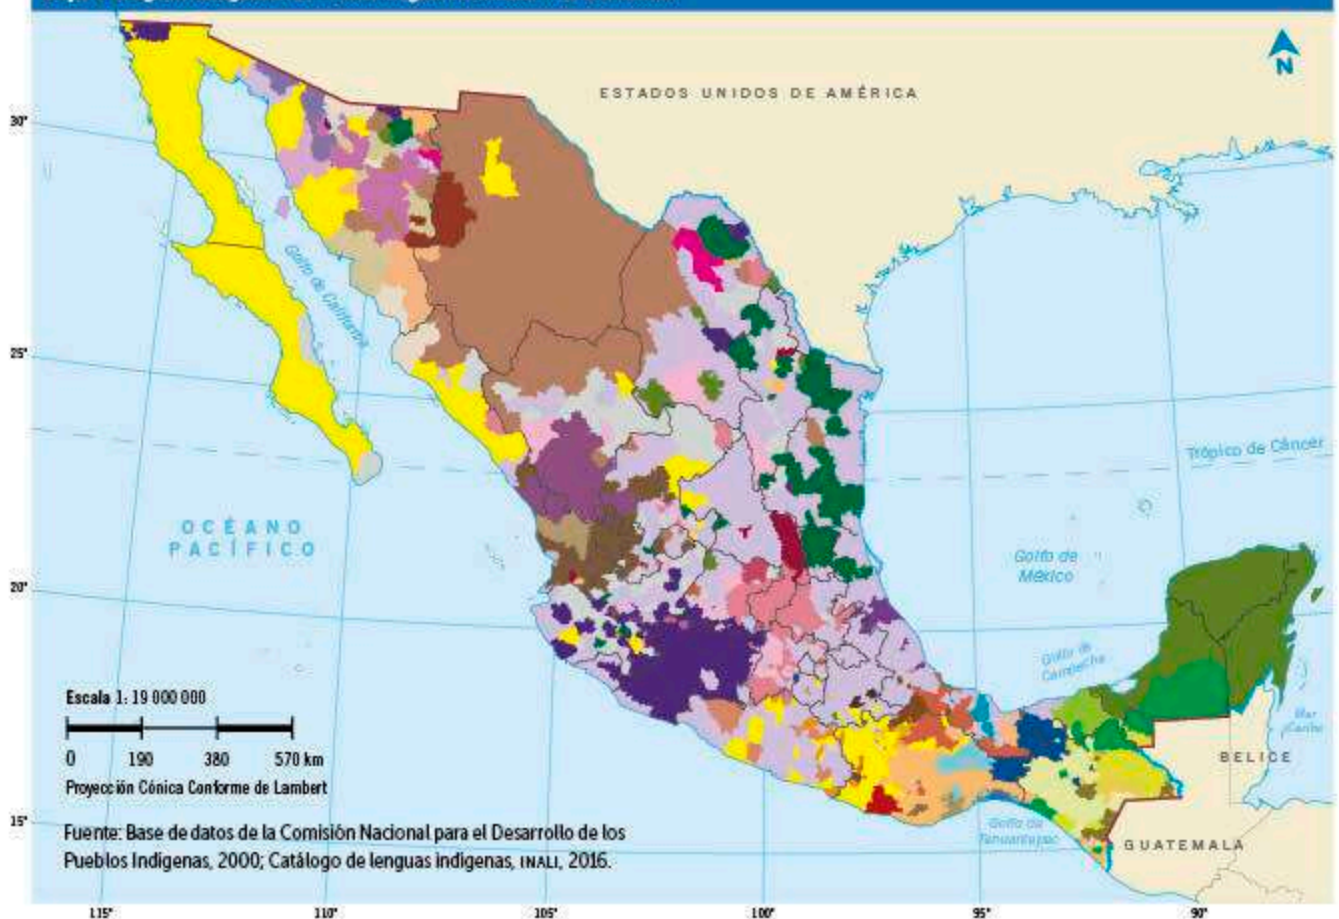 ESTADOS UNIDOS DE AMÉRICA
N
30°
Golfo de California
25°
Trópico de Cáncer
OCÉANO
PACÍFICO
Golfo de
México
20°
Golfo de
Campeche
Mar
Caribe
BELICE
Escala 1: 19 000 000
0 190 380 570 km
Proyección Cónica Conforme de Lambert
15°
Fuente: Base de datos de la Comisión Nacional para el Desarrollo de los
Pueblos Indígenas, 2000; Catálogo de lenguas indígenas, INALI, 2016.
Golfo de
Tehuantepec
GUATEMALA
115° 110° 105° 100° 95° 90°